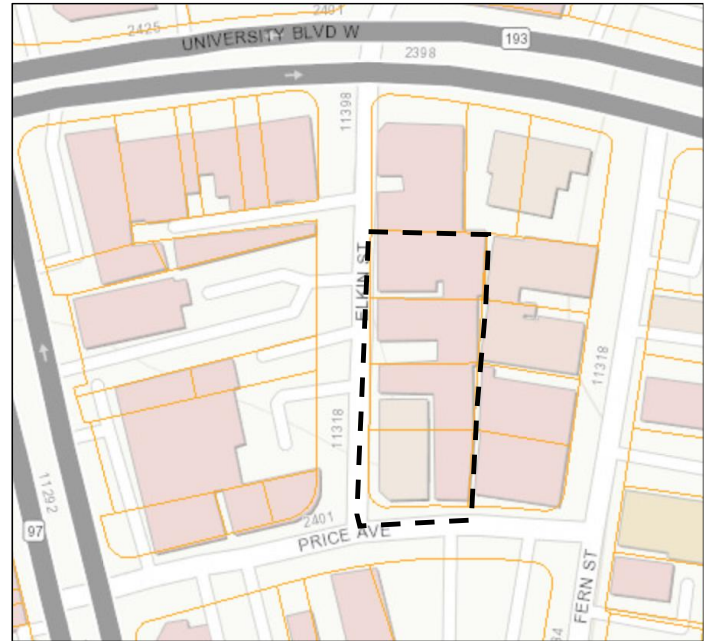 2401
2425
UNIVERSITY BLVD W
193
2398
11398
ELKIN ST
11318
11318
11292
97
2401
PRICE AVE
FERN ST